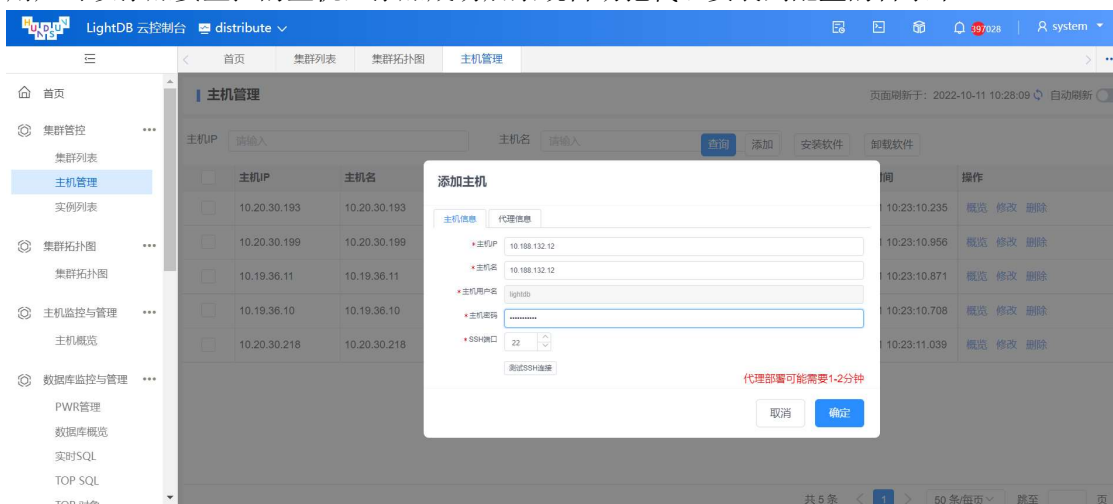 HUNDSUN LightDB 云控制台 distribute 397028 system
首页 集群列表 集群拓扑图 主机管理
首页
主机管理 页面刷新于: 2022-10-11 10:28:09 自动刷新
集群管控
主机IP 请输入 主机名 请输入 查询 添加 安装软件 卸载软件
集群列表
主机管理
实例列表
主机IP 主机名 间 操作
10.20.30.193 10.20.30.193 10:23:10.235 概览 修改 删除
10.20.30.199 10.20.30.199 10:23:10.956 概览 修改 删除
10.19.36.11 10.19.36.11 10:23:10.871 概览 修改 删除
10.19.36.10 10.19.36.10 10:23:10.708 概览 修改 删除
10.20.30.218 10.20.30.218 10:23:11.039 概览 修改 删除
集群拓扑图
集群拓扑图
主机监控与管理
主机概览
数据库监控与管理
PWR管理
数据库概览
实时SQL
TOP SQL
添加主机
主机信息 代理信息
*主机IP 10.188.132.12
*主机名 10.188.132.12
*主机用户名 lightdb
*主机密码 ••••••••••
*SSH端口 22
测试SSH连接
代理部署可能需要1-2分钟
取消 确定
共 5 条 < 1 > 50 条/每页 跳至 页